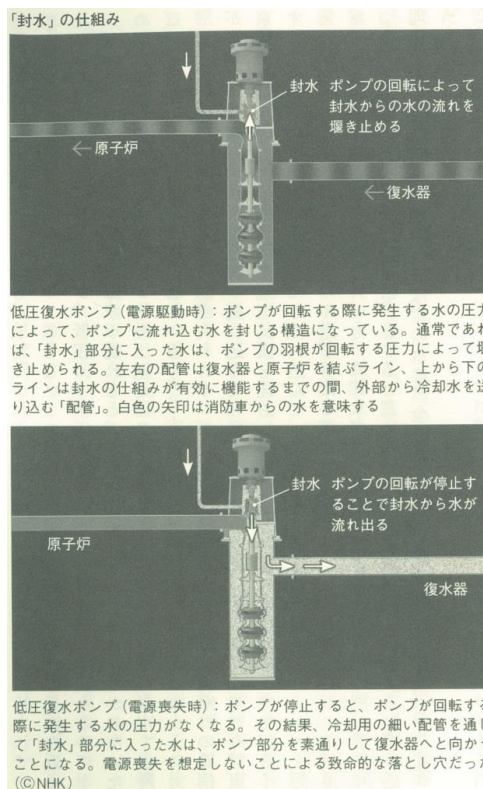 「封水」の仕組み
封水 ポンプの回転によって
封水からの水の流れを
堰き止める
←原子炉
←復水器
低圧復水ポンプ（電源駆動時）：ポンプが回転する際に発生する水の圧力
によって、ポンプに流れ込む水を封じる構造になっている。通常であれ
ば、「封水」部分に入った水は、ポンプの羽根が回転する圧力によって堰
き止められる。左右の配管は復水器と原子炉を結ぶライン、上から下の
ラインは封水の仕組みが有効に機能するまでの間、外部から冷却水を送
り込む「配管」。白色の矢印は消防車からの水を意味する
封水 ポンプの回転が停止す
ることで封水から水が
流れ出る
原子炉
復水器
低圧復水ポンプ（電源喪失時）：ポンプが停止すると、ポンプが回転する
際に発生する水の圧力がなくなる。その結果、冷却用の細い配管を通し
て「封水」部分に入った水は、ポンプ部分を素通りして復水器へと向かう
ことになる。電源喪失を想定しないことによる致命的な落とし穴だった
（©NHK）